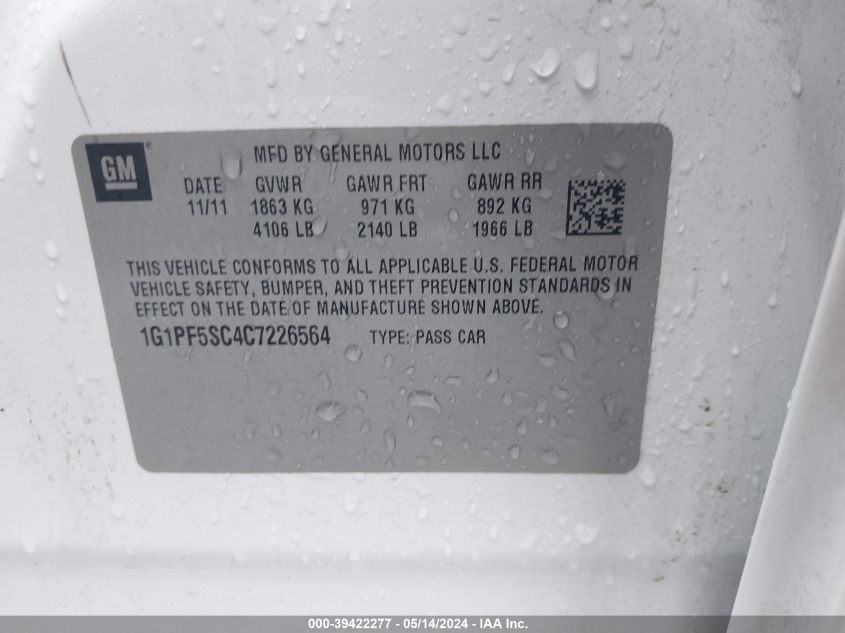 GM ®
MFD BY GENERAL MOTORS LLC
DATE GVWR GAWR FRT GAWR RR
11/11 1863 KG 971 KG 892 KG
4106 LB 2140 LB 1966 LB
THIS VEHICLE CONFORMS TO ALL APPLICABLE U.S. FEDERAL MOTOR
VEHICLE SAFETY, BUMPER, AND THEFT PREVENTION STANDARDS IN
EFFECT ON THE DATE OF MANUFACTURE SHOWN ABOVE.
1G1PF5SC4C7226564 TYPE: PASS CAR
000-39422277 - 05/14/2024 - IAA Inc.